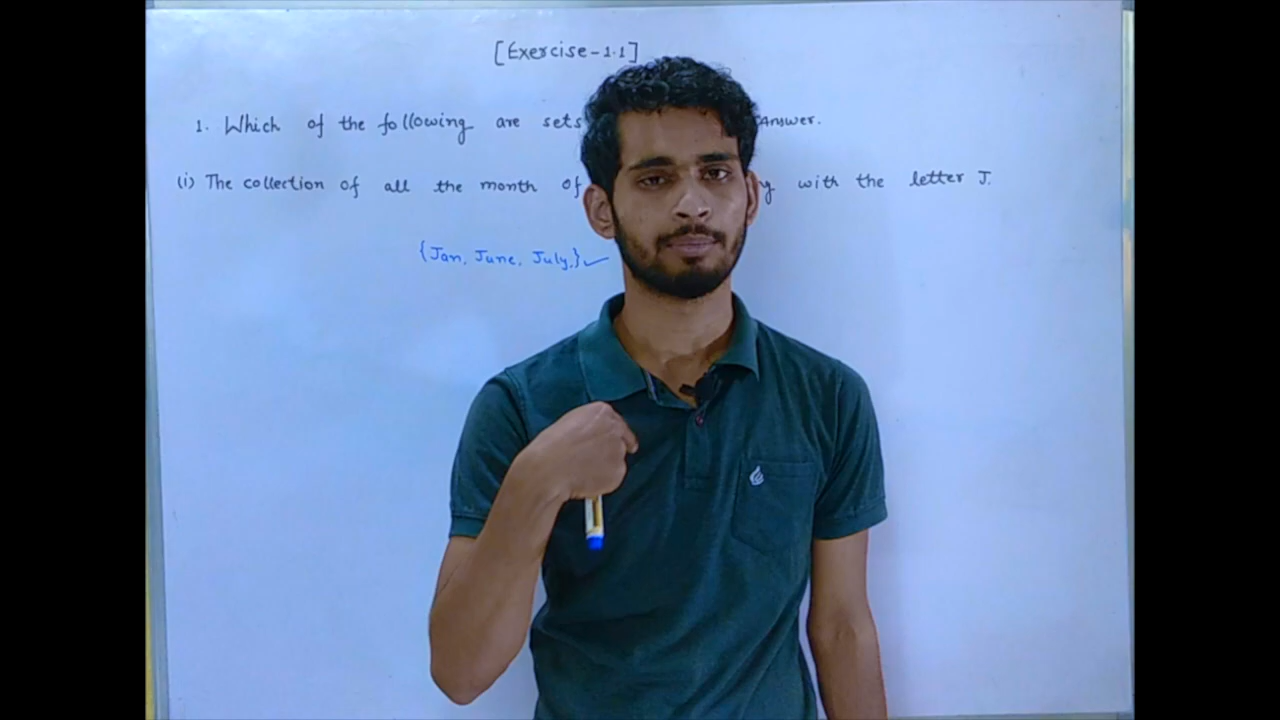 [Exercise-1.1]
1. Which of the following are sets Answer.
(i) The collection of all the month of with the letter J.
{Jan, June, July,}✓